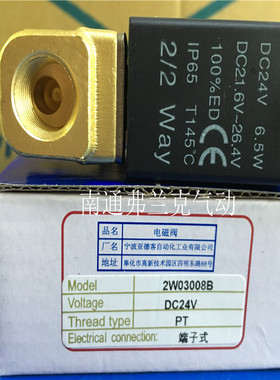 DC24V 6.5W
DC21.6V~26.4V
100%ED
IP65 T145℃
2/2 Way
南通弗兰克气动
品名： 电磁阀
厂名： 宁波亚德客自动化工业有限公司
地址： 奉化市高新技术园区四明东路88号
Model 2W03008B
Voltage DC24V
Thread type PT
Electrical connection: 端子式